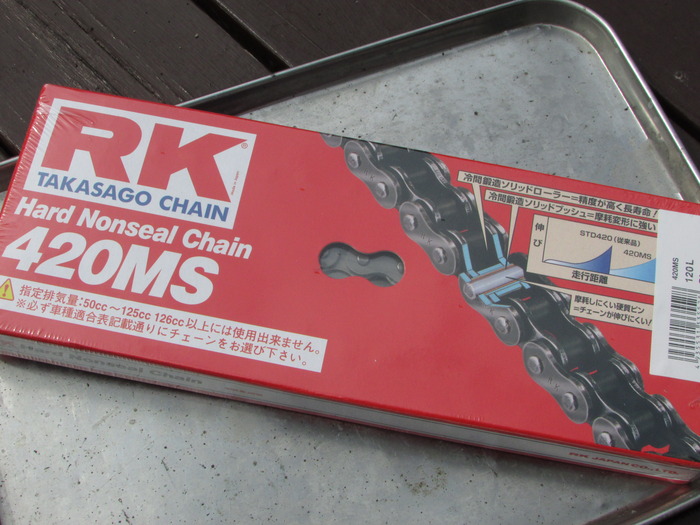 RK®
TAKASAGO CHAIN
Hard Nonseal Chain
420MS
指定排気量:50cc～125cc 126cc以上には使用出来ません。
※必ず車種適合表記載通りにチェーンをお選び下さい。
冷間鍛造ソリッドローラー=精度が高く長寿命!
冷間鍛造ソリッドブッシュ=摩耗変形に強い
伸び
STD420 (従来品)
420MS
走行距離
摩耗しにくい硬質ピン
=チェーンが伸びにくい!
420MS
120L
RK JAPAN CO., LTD.